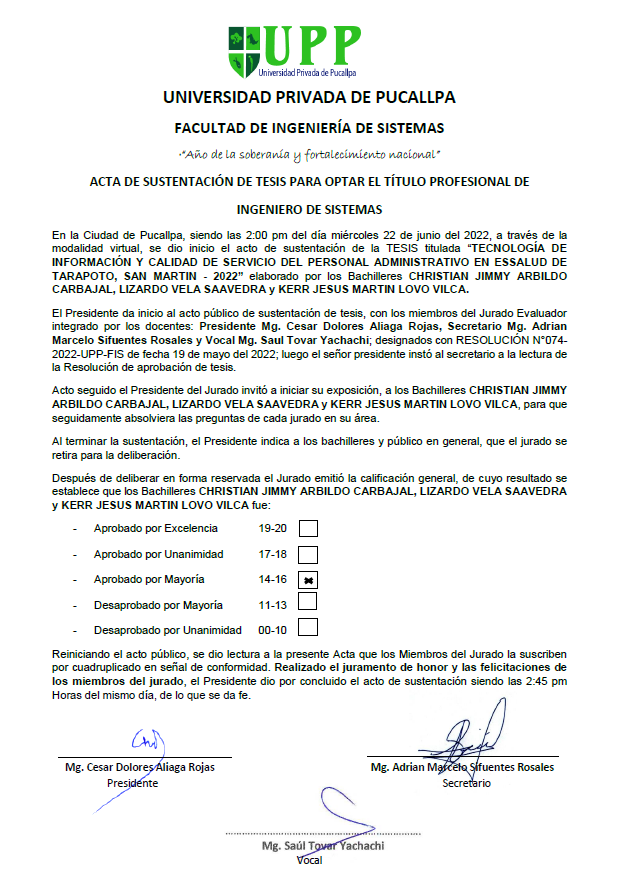 UPP
Universidad Privada de Pucallpa
UNIVERSIDAD PRIVADA DE PUCALLPA
FACULTAD DE INGENIERÍA DE SISTEMAS
·“Año de la soberanía y fortalecimiento nacional”
ACTA DE SUSTENTACIÓN DE TESIS PARA OPTAR EL TÍTULO PROFESIONAL DE
INGENIERO DE SISTEMAS
En la Ciudad de Pucallpa, siendo las 2:00 pm del día miércoles 22 de junio del 2022, a través de la
modalidad virtual, se dio inicio el acto de sustentación de la TESIS titulada “TECNOLOGÍA DE
INFORMACIÓN Y CALIDAD DE SERVICIO DEL PERSONAL ADMINISTRATIVO EN ESSALUD DE
TARAPOTO, SAN MARTIN - 2022” elaborado por los Bachilleres CHRISTIAN JIMMY ARBILDO
CARBAJAL, LIZARDO VELA SAAVEDRA y KERR JESUS MARTIN LOVO VILCA.
El Presidente da inicio al acto público de sustentación de tesis, con los miembros del Jurado Evaluador
integrado por los docentes: Presidente Mg. Cesar Dolores Aliaga Rojas, Secretario Mg. Adrian
Marcelo Sifuentes Rosales y Vocal Mg. Saul Tovar Yachachi; designados con RESOLUCIÓN N°074-
2022-UPP-FIS de fecha 19 de mayo del 2022; luego el señor presidente instó al secretario a la lectura de
la Resolución de aprobación de tesis.
Acto seguido el Presidente del Jurado invitó a iniciar su exposición, a los Bachilleres CHRISTIAN JIMMY
ARBILDO CARBAJAL, LIZARDO VELA SAAVEDRA y KERR JESUS MARTIN LOVO VILCA, para que
seguidamente absolviera las preguntas de cada jurado en su área.
Al terminar la sustentación, el Presidente indica a los bachilleres y público en general, que el jurado se
retira para la deliberación.
Después de deliberar en forma reservada el Jurado emitió la calificación general, de cuyo resultado se
establece que los Bachilleres CHRISTIAN JIMMY ARBILDO CARBAJAL, LIZARDO VELA SAAVEDRA
y KERR JESUS MARTIN LOVO VILCA fue:
- Aprobado por Excelencia 19-20
- Aprobado por Unanimidad 17-18
- Aprobado por Mayoría 14-16 ✖
- Desaprobado por Mayoría 11-13
- Desaprobado por Unanimidad 00-10
Reiniciando el acto público, se dio lectura a la presente Acta que los Miembros del Jurado la suscriben
por cuadruplicado en señal de conformidad. Realizado el juramento de honor y las felicitaciones de
los miembros del jurado, el Presidente dio por concluido el acto de sustentación siendo las 2:45 pm
Horas del mismo día, de lo que se da fe.
Mg. Cesar Dolores Aliaga Rojas
Presidente
Mg. Adrian Marcelo Sifuentes Rosales
Secretario
Mg. Saúl Tovar Yachachi
Vocal